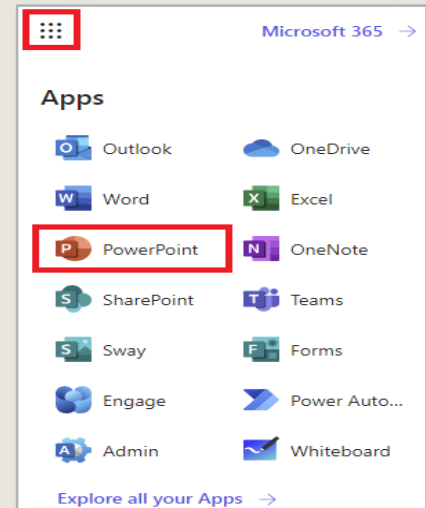 Microsoft 365 →
Apps
Outlook OneDrive
Word Excel
PowerPoint OneNote
SharePoint Teams
Sway Forms
Engage Power Auto...
Admin Whiteboard
Explore all your Apps →